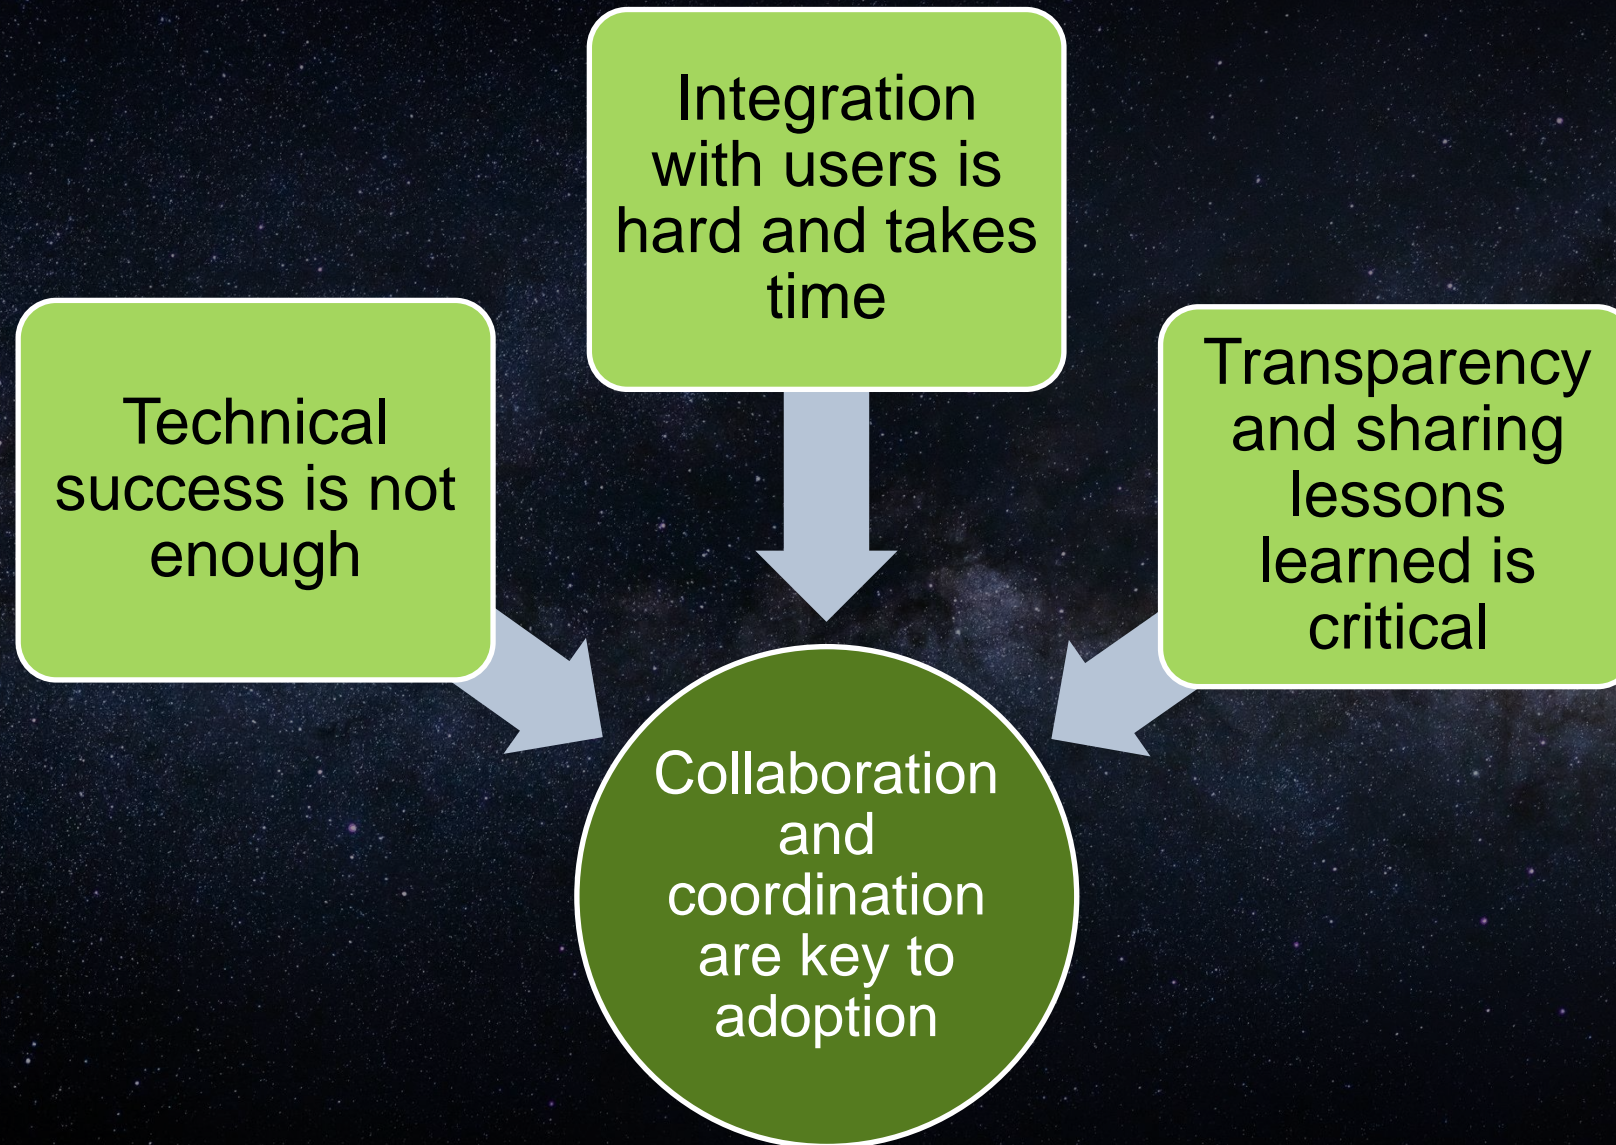 Integration
with users is
hard and takes
time
Technical
success is not
enough
Transparency
and sharing
lessons
learned is
critical
Collaboration
and
coordination
are key to
adoption